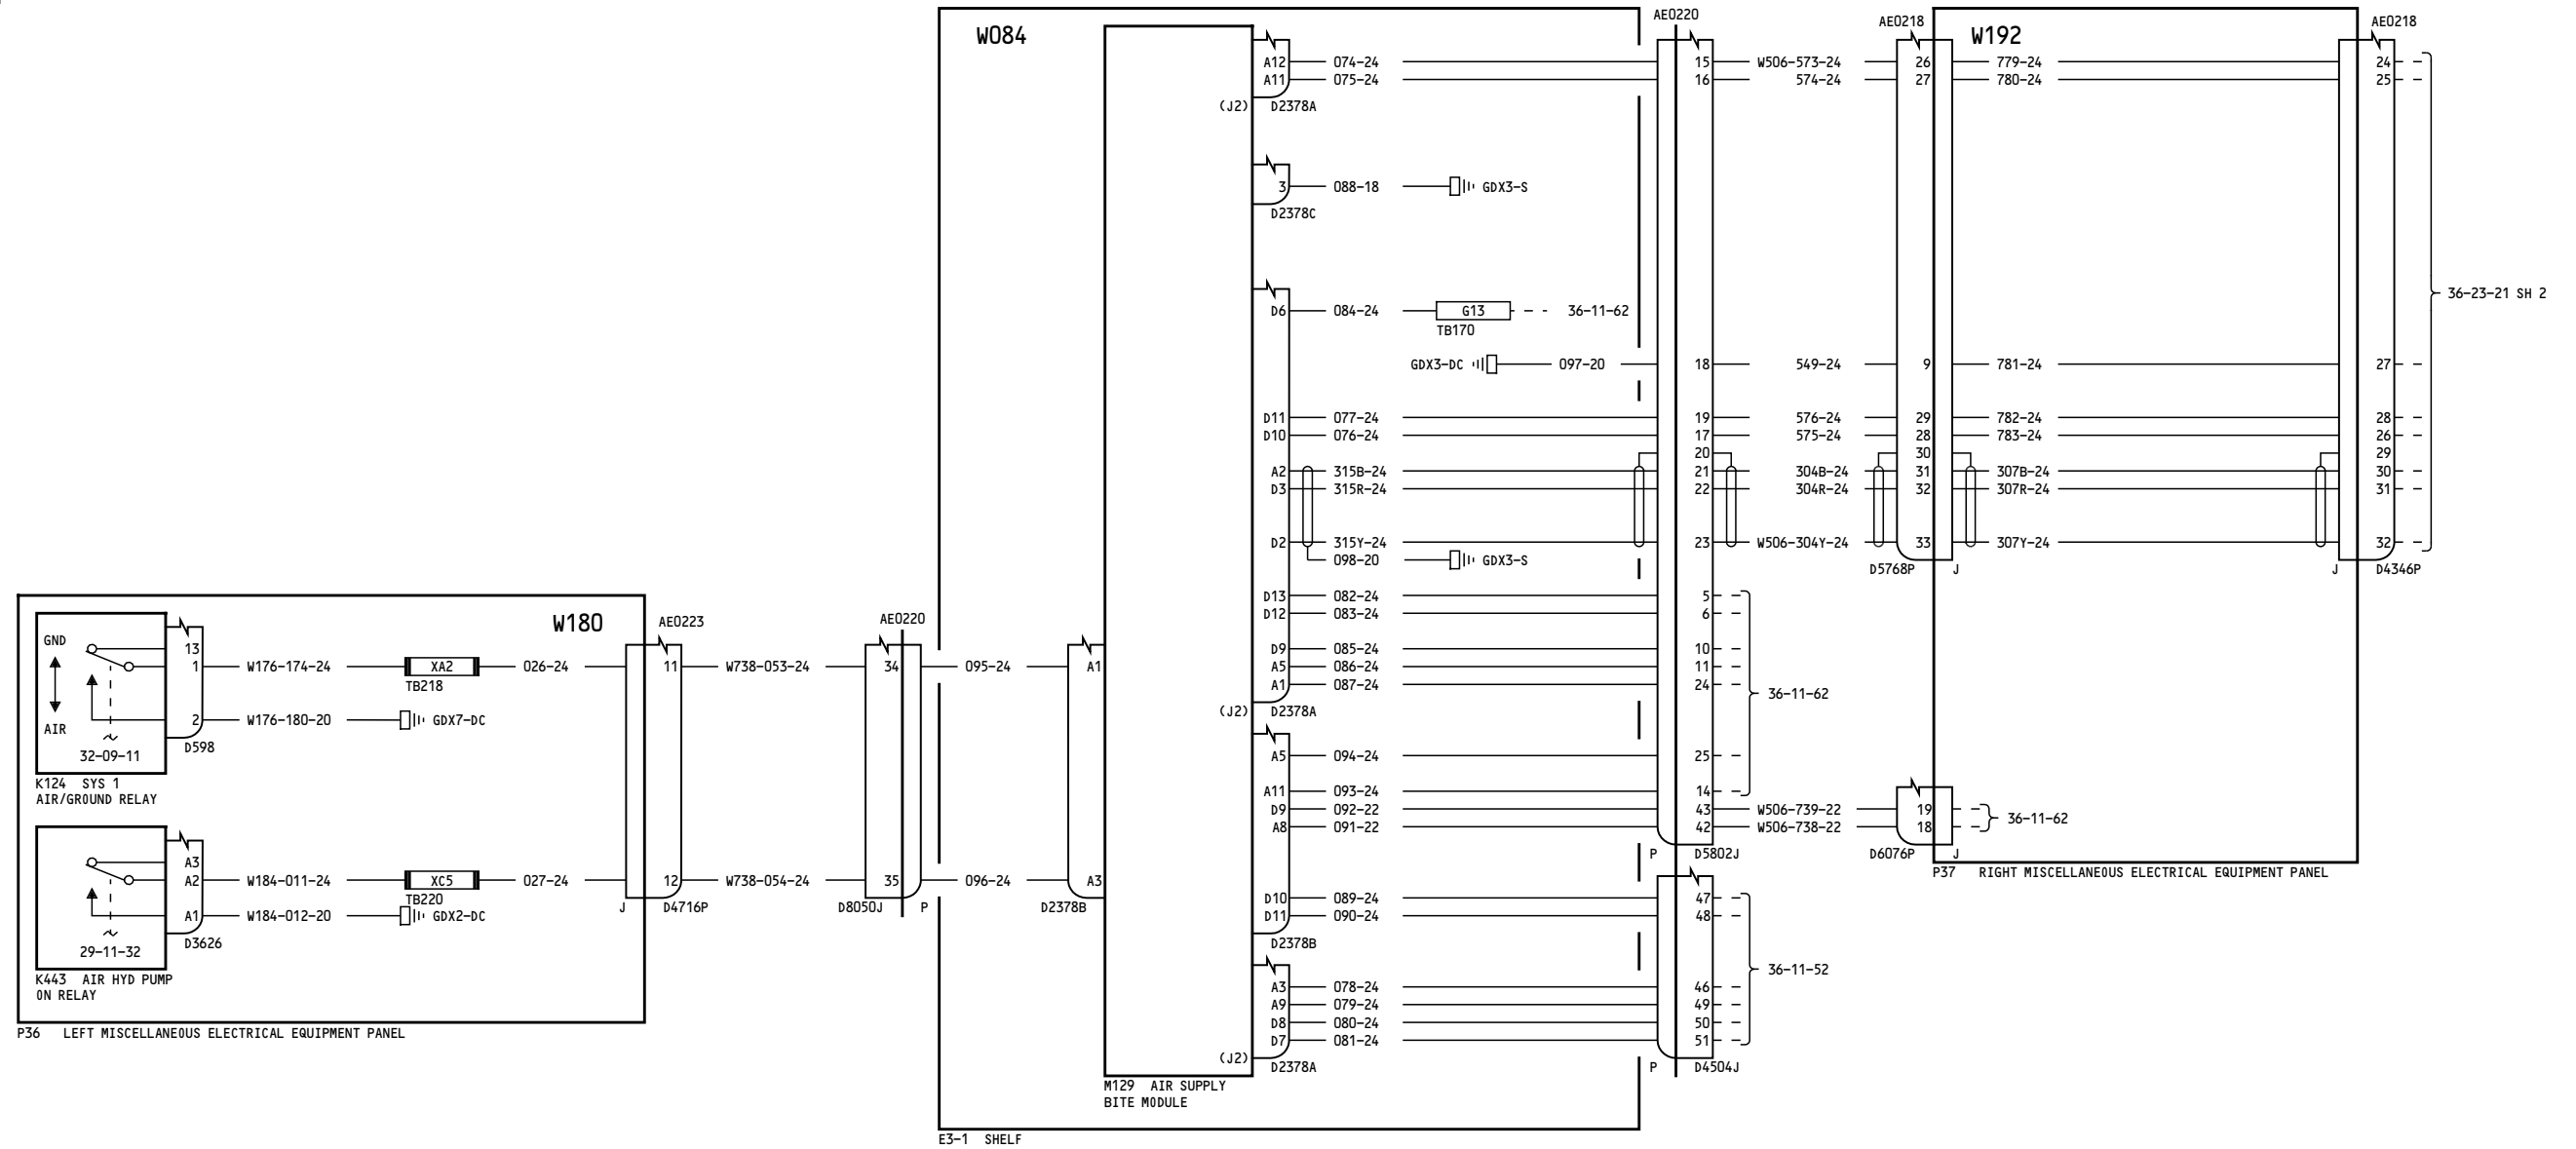 W084
AE0220
AE0218
W192
AE0218
A12 074-24 15 W506-573-24 26 779-24 24
A11 075-24 16 574-24 27 780-24 25
(J2) D2378A
3 088-18 GDX3-S
D2378C
36-23-21 SH 2
D6 084-24 G13 36-11-62
TB170
GDX3-DC 097-20 18 549-24 9 781-24 27
D11 077-24 19 576-24 29 782-24 28
D10 076-24 17 575-24 28 783-24 26
20 30 29
A2 315B-24 21 304B-24 31 307B-24 30
D3 315R-24 22 304R-24 32 307R-24 31
D2 315Y-24 23 W506-304Y-24 33 307Y-24 32
098-20 GDX3-S
D5768P J J D4346P
D13 082-24 5
D12 083-24 6
D9 085-24 10
A5 086-24 11
A1 087-24 24
36-11-62
(J2) D2378A
A5 094-24 25
A11 093-24 14
D9 092-22 43 W506-739-22 19
A8 091-22 42 W506-738-22 18
36-11-62
P D5802J D6076P J
P37 RIGHT MISCELLANEOUS ELECTRICAL EQUIPMENT PANEL
D10 089-24 47
D11 090-24 48
D2378B
36-11-52
A3 078-24 46
A9 079-24 49
D8 080-24 50
D7 081-24 51
(J2) D2378A P D4504J
M129 AIR SUPPLY
BITE MODULE
E3-1 SHELF
W180
AE0223
AE0220
GND
AIR
13
1 W176-174-24 XA2 026-24 11 W738-053-24 34 095-24 A1
TB218
2 W176-180-20 GDX7-DC
D598
32-09-11
K124 SYS 1
AIR/GROUND RELAY
A3
A2 W184-011-24 XC5 027-24 12 W738-054-24 35 096-24 A3
TB220
J D4716P D8050J P D2378B
A1 W184-012-20 GDX2-DC
D3626
29-11-32
K443 AIR HYD PUMP
ON RELAY
P36 LEFT MISCELLANEOUS ELECTRICAL EQUIPMENT PANEL